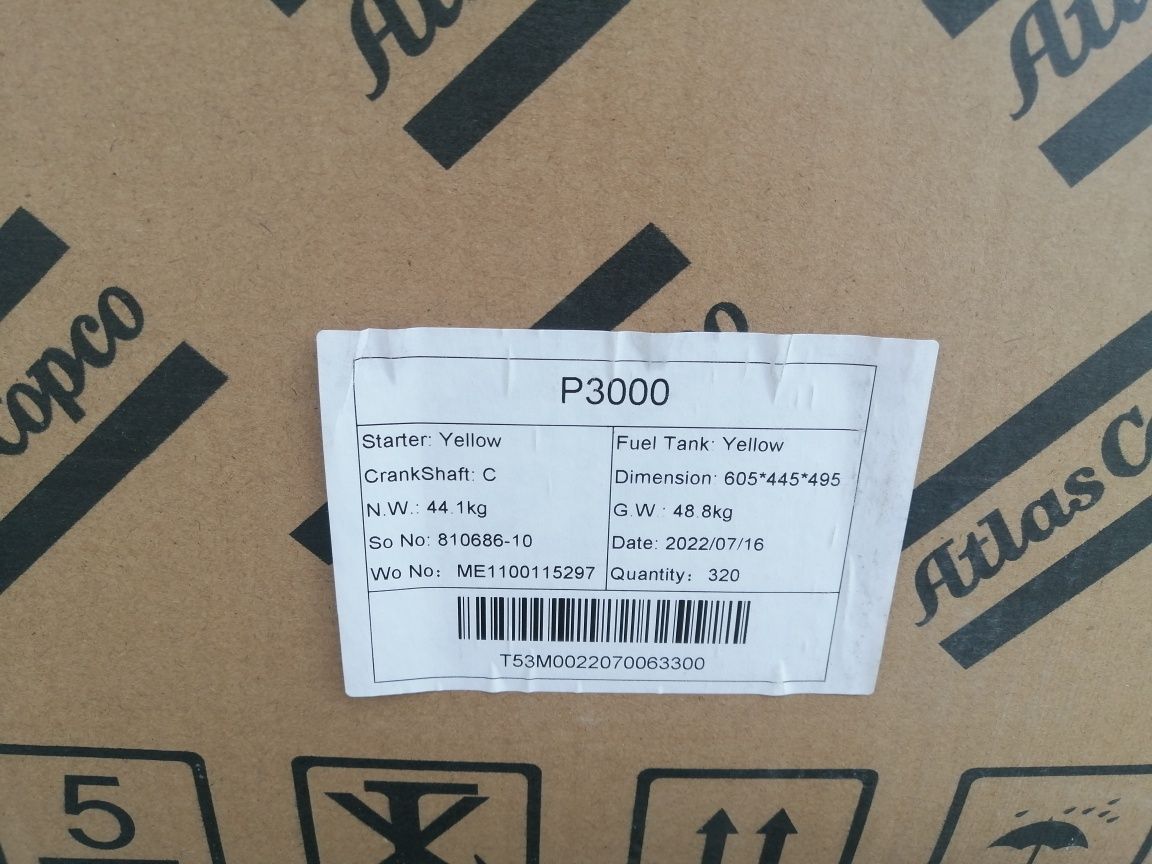 Atlas
Atlas
Copco
P3000
Starter: Yellow
Fuel Tank: Yellow
CrankShaft: C
Dimension: 605*445*495
N.W.: 44.1kg
G.W.: 48.8kg
So No: 810686-10
Date: 2022/07/16
Wo No: ME1100115297
Quantity: 320
T53M0022070063300
Atlas Co
5